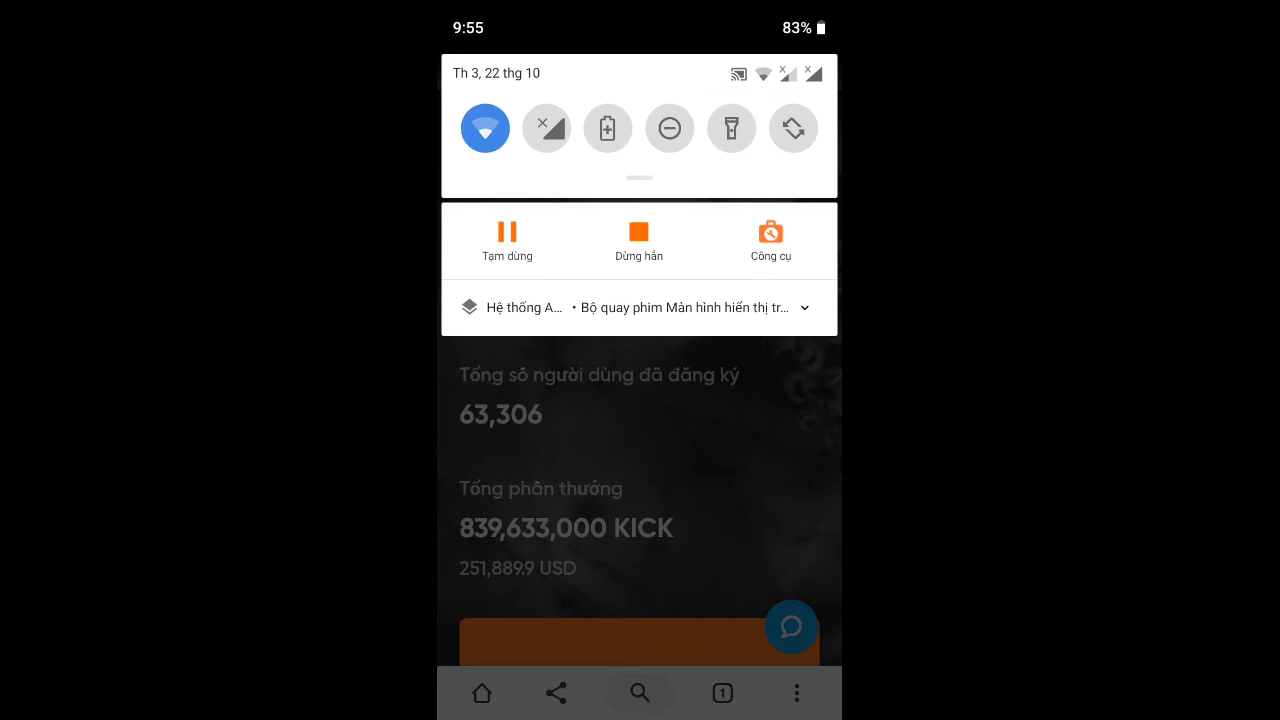 9:55
83%
Th 3, 22 thg 10
Tạm dừng
Dừng hẳn
Công cụ
Hệ thống A... • Bộ quay phim Màn hình hiển thị tr...
Tổng số người dùng đã đăng ký
63,306
Tổng phần thưởng
839,633,000 KICK
251,889.9 USD
1